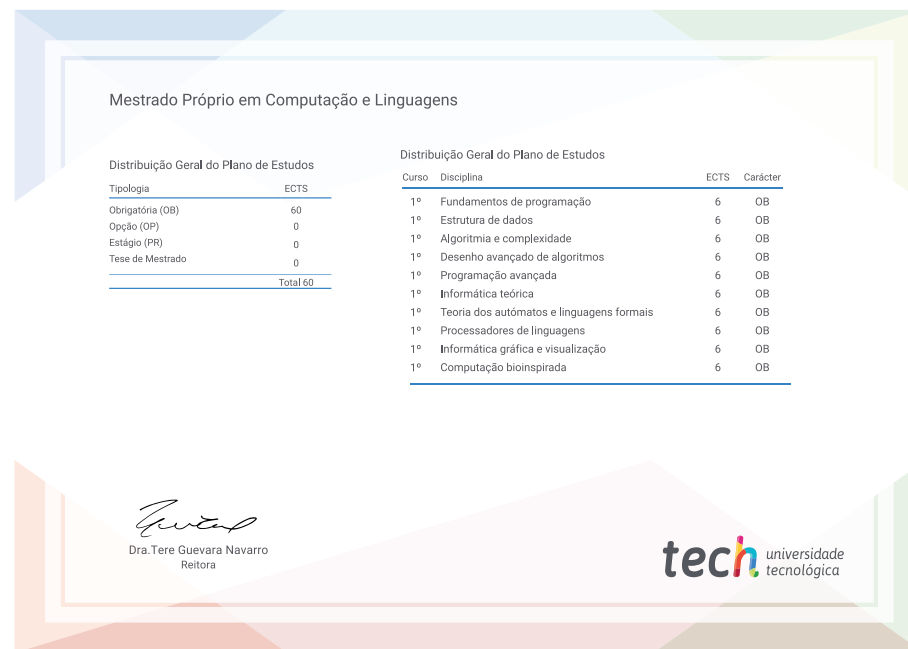 Mestrado Próprio em Computação e Linguagens
Distribuição Geral do Plano de Estudos
Tipologia ECTS
Obrigatória (OB) 60
Opção (OP) 0
Estágio (PR) 0
Tese de Mestrado 0
Total 60
Distribuição Geral do Plano de Estudos
Curso Disciplina ECTS Carácter
1º Fundamentos de programação 6 OB
1º Estrutura de dados 6 OB
1º Algoritmia e complexidade 6 OB
1º Desenho avançado de algoritmos 6 OB
1º Programação avançada 6 OB
1º Informática teórica 6 OB
1º Teoria dos autómatos e linguagens formais 6 OB
1º Processadores de linguagens 6 OB
1º Informática gráfica e visualização 6 OB
1º Computação bioinspirada 6 OB
Dra.Tere Guevara Navarro
Reitora
tech universidade
tecnológica